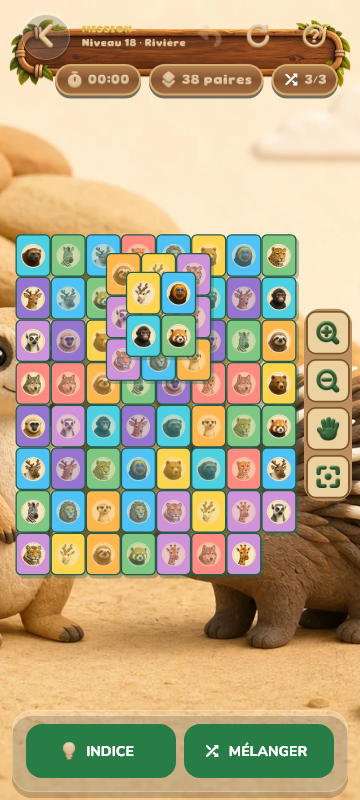 MISSION
Niveau 18 · Rivière
00:00
38 paires
3/3
INDICE
MÉLANGER